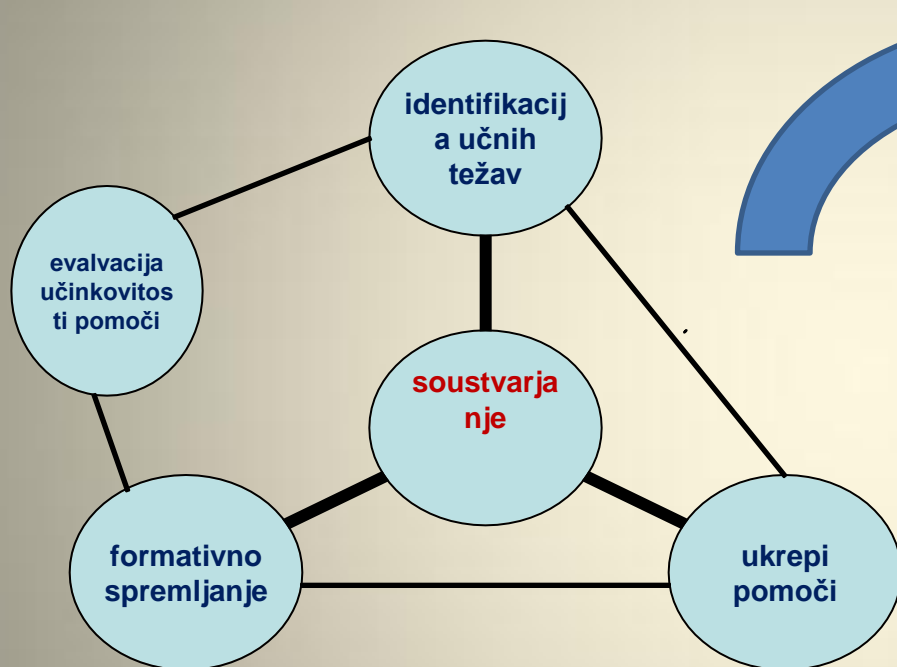 identifikacij
a učnih
težav
evalvacija
učinkovitos
ti pomoči
soustvarja
nje
formativno
spremljanje
ukrepi
pomoči